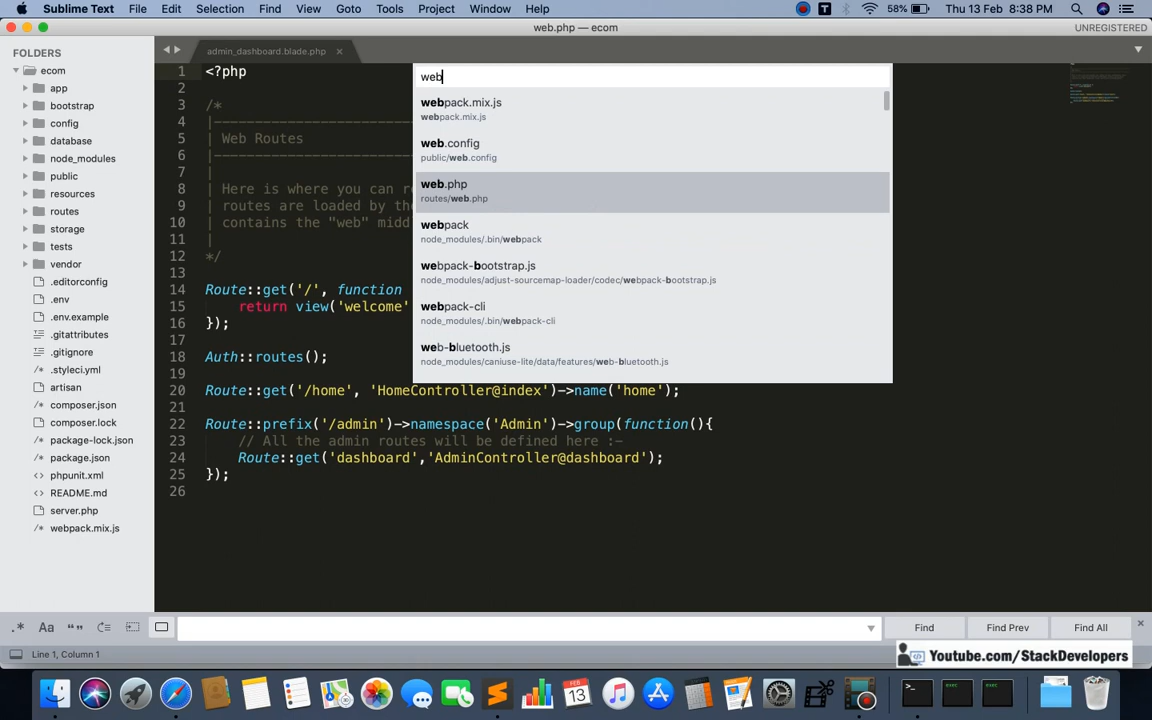 Sublime Text File Edit Selection Find View Goto Tools Project Window Help 58% Thu 13 Feb 8:38 PM
web.php — ecom UNREGISTERED
FOLDERS
ecom
app
bootstrap
config
database
node_modules
public
resources
routes
storage
tests
vendor
.editorconfig
.env
.env.example
.gitattributes
.gitignore
.styleci.yml
artisan
composer.json
composer.lock
package-lock.json
package.json
phpunit.xml
README.md
server.php
webpack.mix.js
admin_dashboard.blade.php
1 <?php
2
3 /*
4 |--------------------------
5 | Web Routes
6 |--------------------------
7 |
8 | Here is where you can re
9 | routes are loaded by the
10 | contains the "web" midd
11 |
12 */
13
14 Route::get('/', function
15 return view('welcome'
16 });
17
18 Auth::routes();
19
20 Route::get('/home', 'HomeController@index')->name('home');
21
22 Route::prefix('/admin')->namespace('Admin')->group(function(){
23 // All the admin routes will be defined here :-
24 Route::get('dashboard','AdminController@dashboard');
25 });
26
web
webpack.mix.js
webpack.mix.js
web.config
public/web.config
web.php
routes/web.php
webpack
node_modules/.bin/webpack
webpack-bootstrap.js
node_modules/adjust-sourcemap-loader/codec/webpack-bootstrap.js
webpack-cli
node_modules/.bin/webpack-cli
web-bluetooth.js
node_modules/caniuse-lite/data/features/web-bluetooth.js
.* Aa “” Find Find Prev Find All
Line 1, Column 1
Youtube.com/StackDevelopers
FEB
13